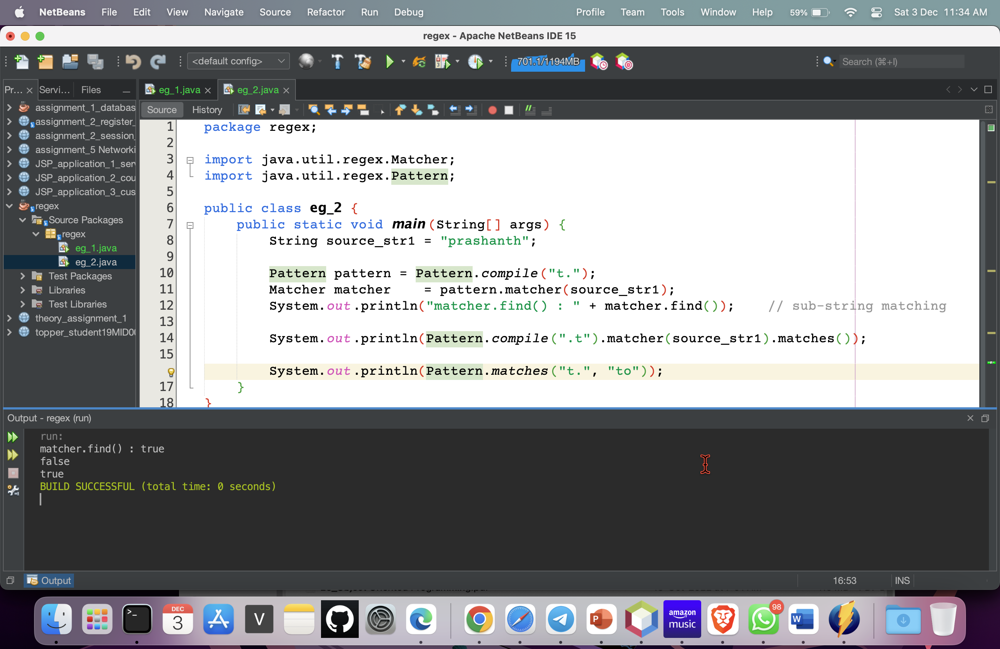 NetBeans File Edit View Navigate Source Refactor Run Debug Profile Team Tools Window Help 59% Sat 3 Dec 11:34 AM
regex - Apache NetBeans IDE 15
<default config> 701.1/1194MB Search (⌘+I)
Pr... Servi... Files eg_1.java eg_2.java
Source History
assignment_1_databas
assignment_2_register_
assignment_2_session_
assignment_5 Networki
JSP_application_1_serv
JSP_application_2_cou
JSP_application_3_cus
regex
Source Packages
regex
eg_1.java
eg_2.java
Test Packages
Libraries
Test Libraries
theory_assignment_1
topper_student19MID00
1 package regex;
2
3 import java.util.regex.Matcher;
4 import java.util.regex.Pattern;
5
6 public class eg_2 {
7 public static void main(String[] args) {
8 String source_str1 = "prashanth";
9
10 Pattern pattern = Pattern.compile("t.");
11 Matcher matcher = pattern.matcher(source_str1);
12 System.out.println("matcher.find() : " + matcher.find()); // sub-string matching
13
14 System.out.println(Pattern.compile(".t").matcher(source_str1).matches());
15
System.out.println(Pattern.matches("t.", "to"));
17 }
18 }
Output - regex (run)
run:
matcher.find() : true
false
true
BUILD SUCCESSFUL (total time: 0 seconds)
Output 16:53 INS
DEC
3
V
P
amazon
music
98
W